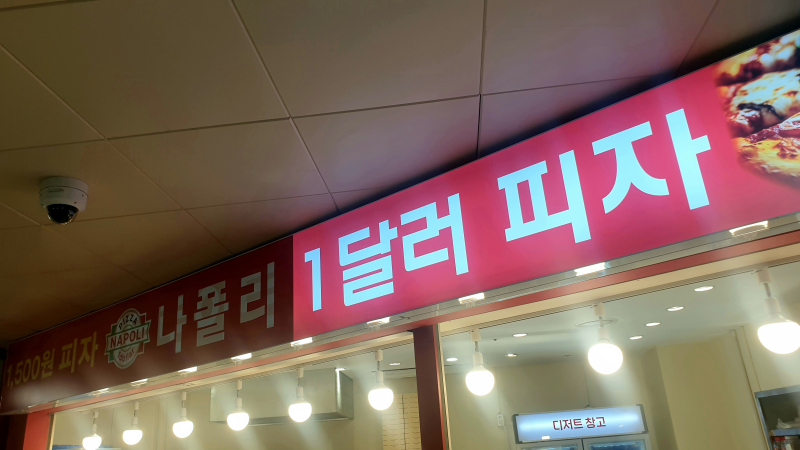 1,500원 피자
PIZZA
NAPOLI
나폴리
1달러 피자
디저트 창고